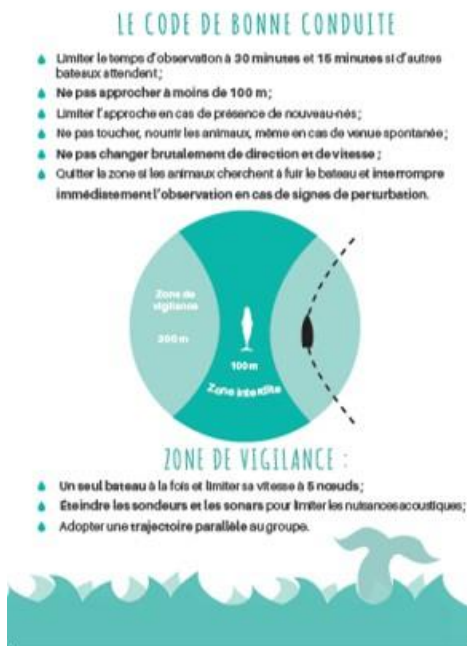 LE CODE DE BONNE CONDUITE
Limiter le temps d'observation à 30 minutes et 15 minutes si d'autres
bateaux attendent ;
Ne pas approcher à moins de 100 m ;
Limiter l'approche en cas de présence de nouveau-nés ;
Ne pas toucher, nourrir les animaux, même en cas de venue spontanée ;
Ne pas changer brutalement de direction et de vitesse ;
Quitter la zone si les animaux cherchent à fuir le bateau et interrompre
immédiatement l'observation en cas de signes de perturbation.
Zone de
vigilance
300 m
100 m
Zone interdite
ZONE DE VIGILANCE :
Un seul bateau à la fois et limiter sa vitesse à 5 nœuds ;
Éteindre les sondeurs et les sonars pour limiter les nuisances acoustiques ;
Adopter une trajectoire parallèle au groupe.